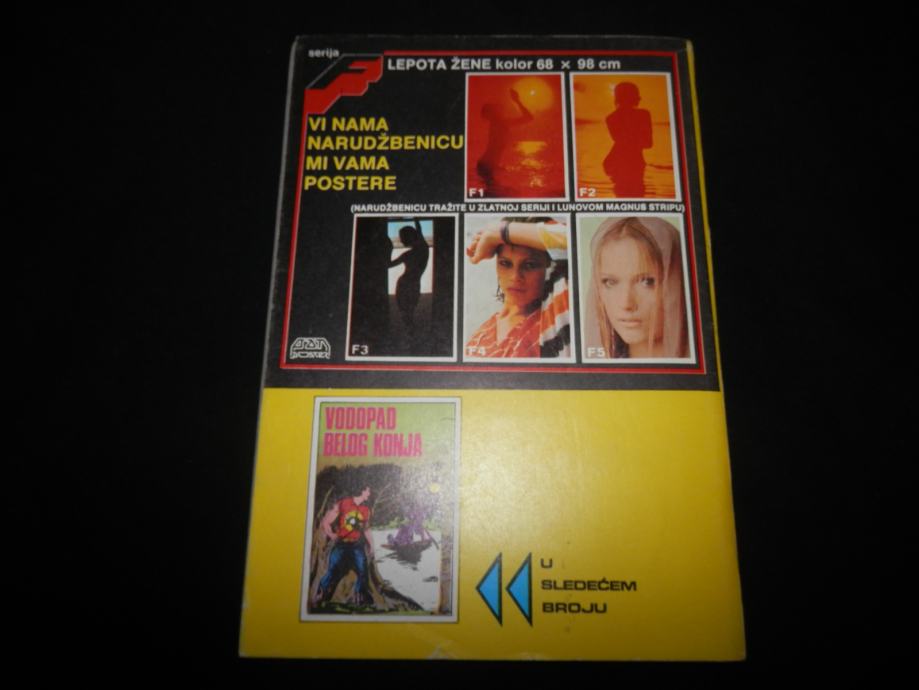 serija
LEPOTA ŽENE kolor 68 x 98 cm
VI NAMA
NARUDŽBENICU
MI VAMA
POSTERE
F1
F2
(NARUDŽBENICU TRAŽITE U ZLATNOJ SERIJI I LUNOVOM MAGNUS STRIPU)
F3
F4
F5
VODOPAD
BELOG KONJA
U
SLEDEĆEM
BROJU